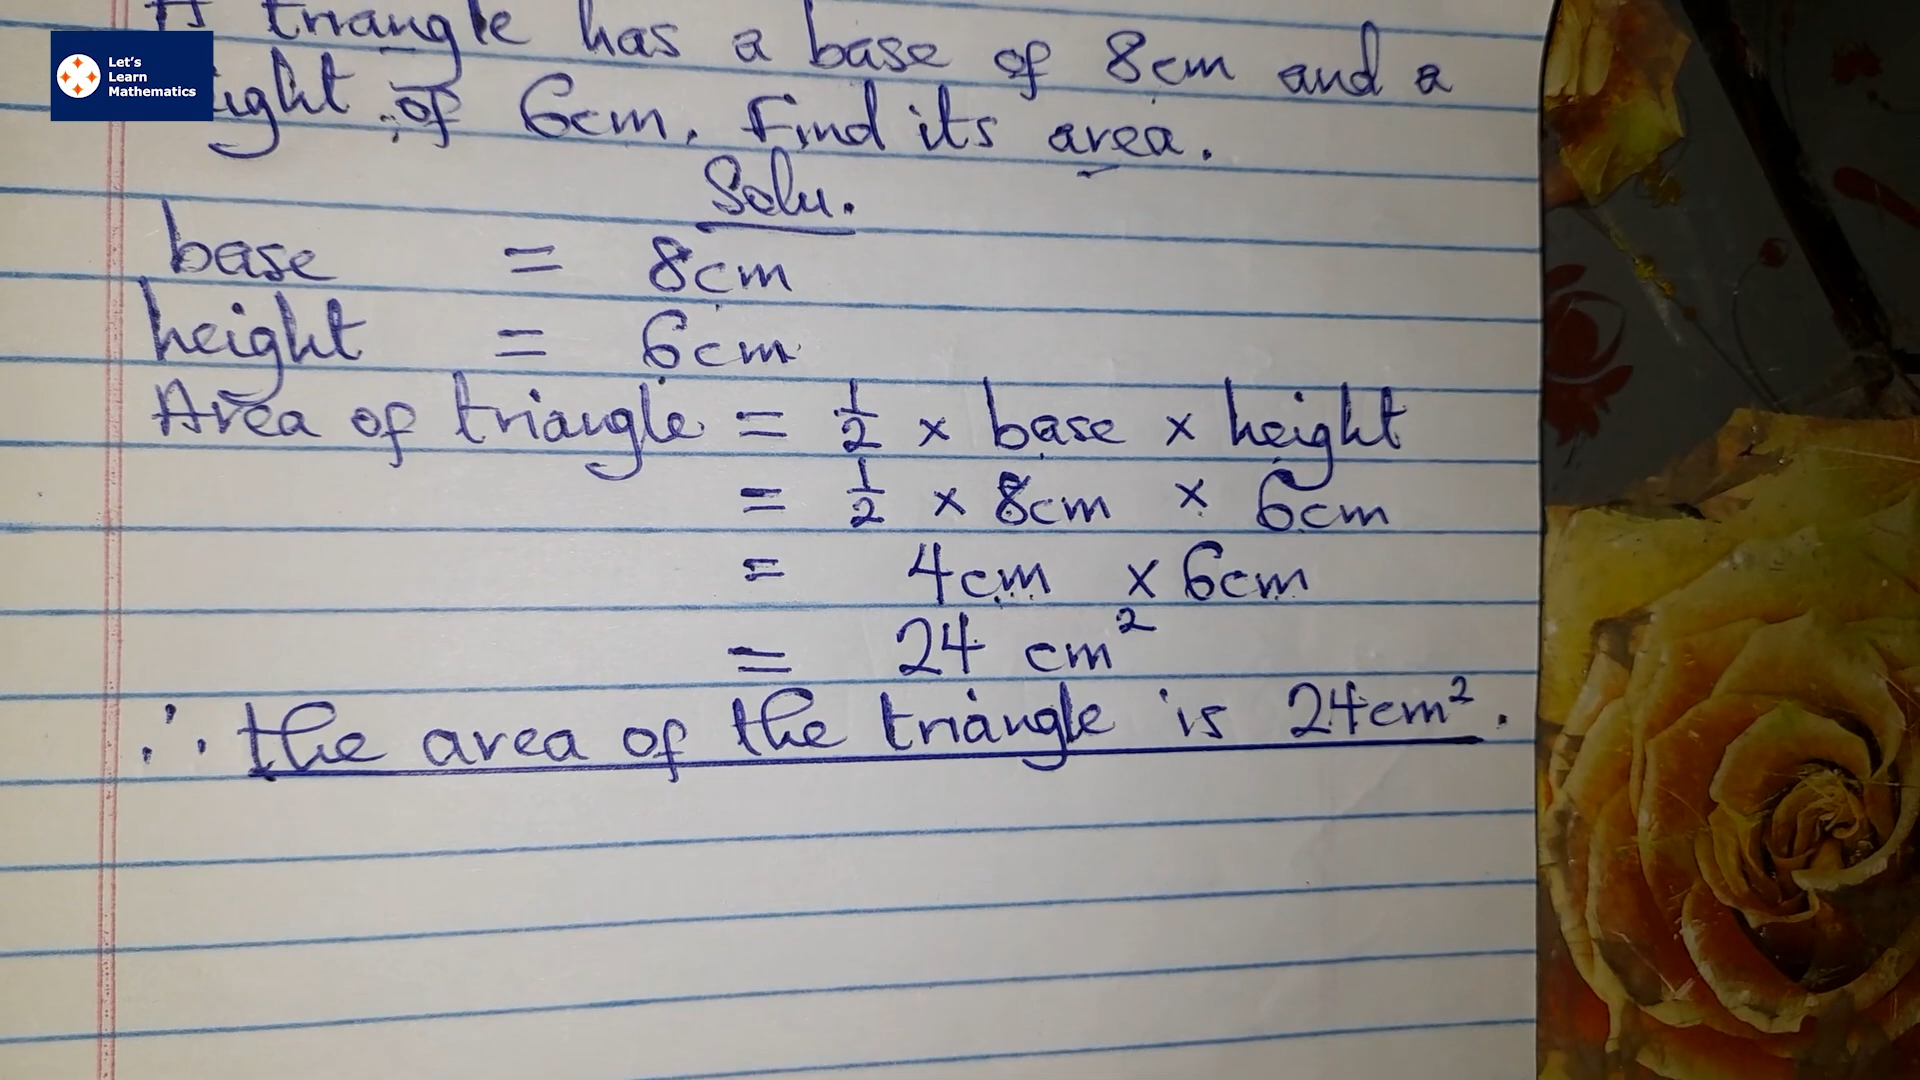 Let's
Learn
Mathematics
A triangle has a base of 8cm and a
ight of 6cm. Find its area.
Solu.
base = 8cm
height = 6cm
Area of triangle = 1/2 × base × height
= 1/2 × 8cm × 6cm
= 4cm × 6cm
= 24 cm²
∴ the area of the triangle is 24cm².